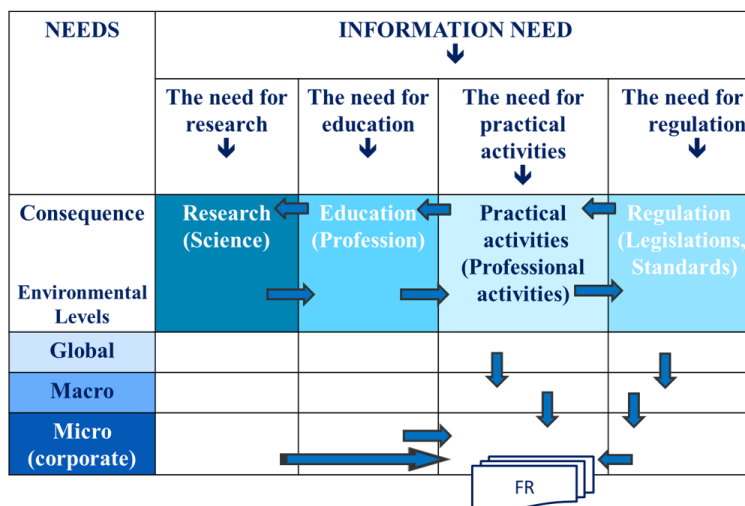 NEEDS
INFORMATION NEED
The need for
research
The need for
education
The need for
practical
activities
The need for
regulation
Consequence
Environmental
Levels
Research
(Science)
Education
(Profession)
Practical
activities
(Professional
activities)
Regulation
(Legislations,
Standards)
Global
Macro
Micro
(corporate)
FR